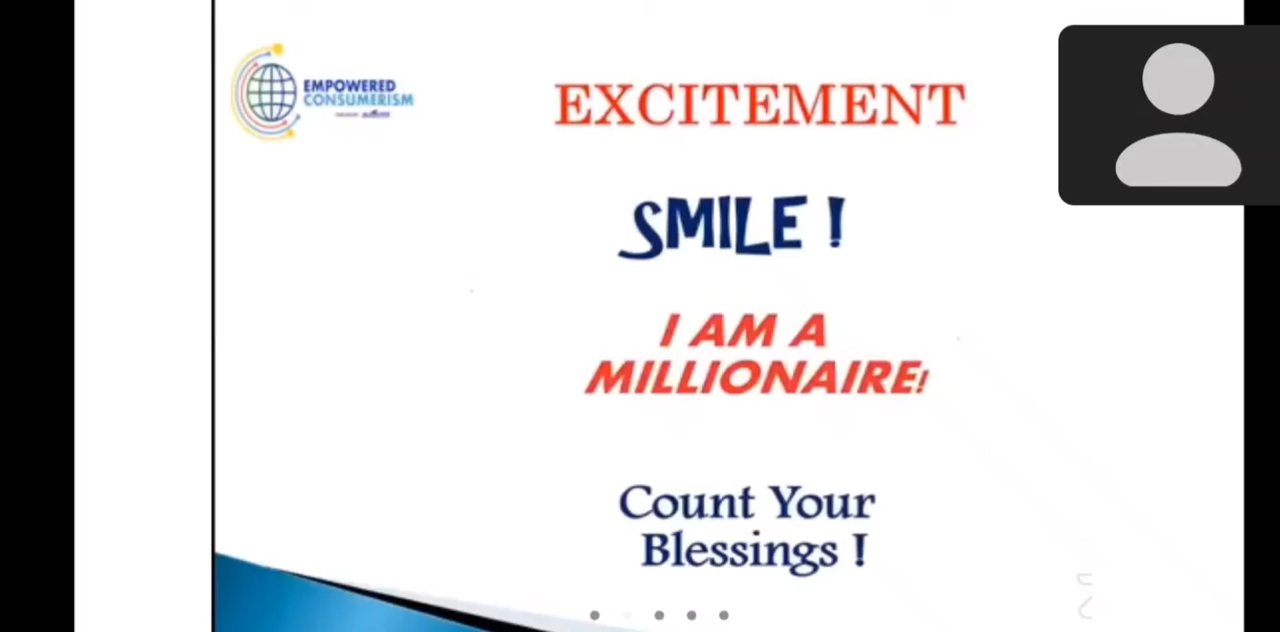 EMPOWERED
CONSUMERISM
EXCITEMENT
SMILE !
I AM A
MILLIONAIRE!
Count Your
Blessings !